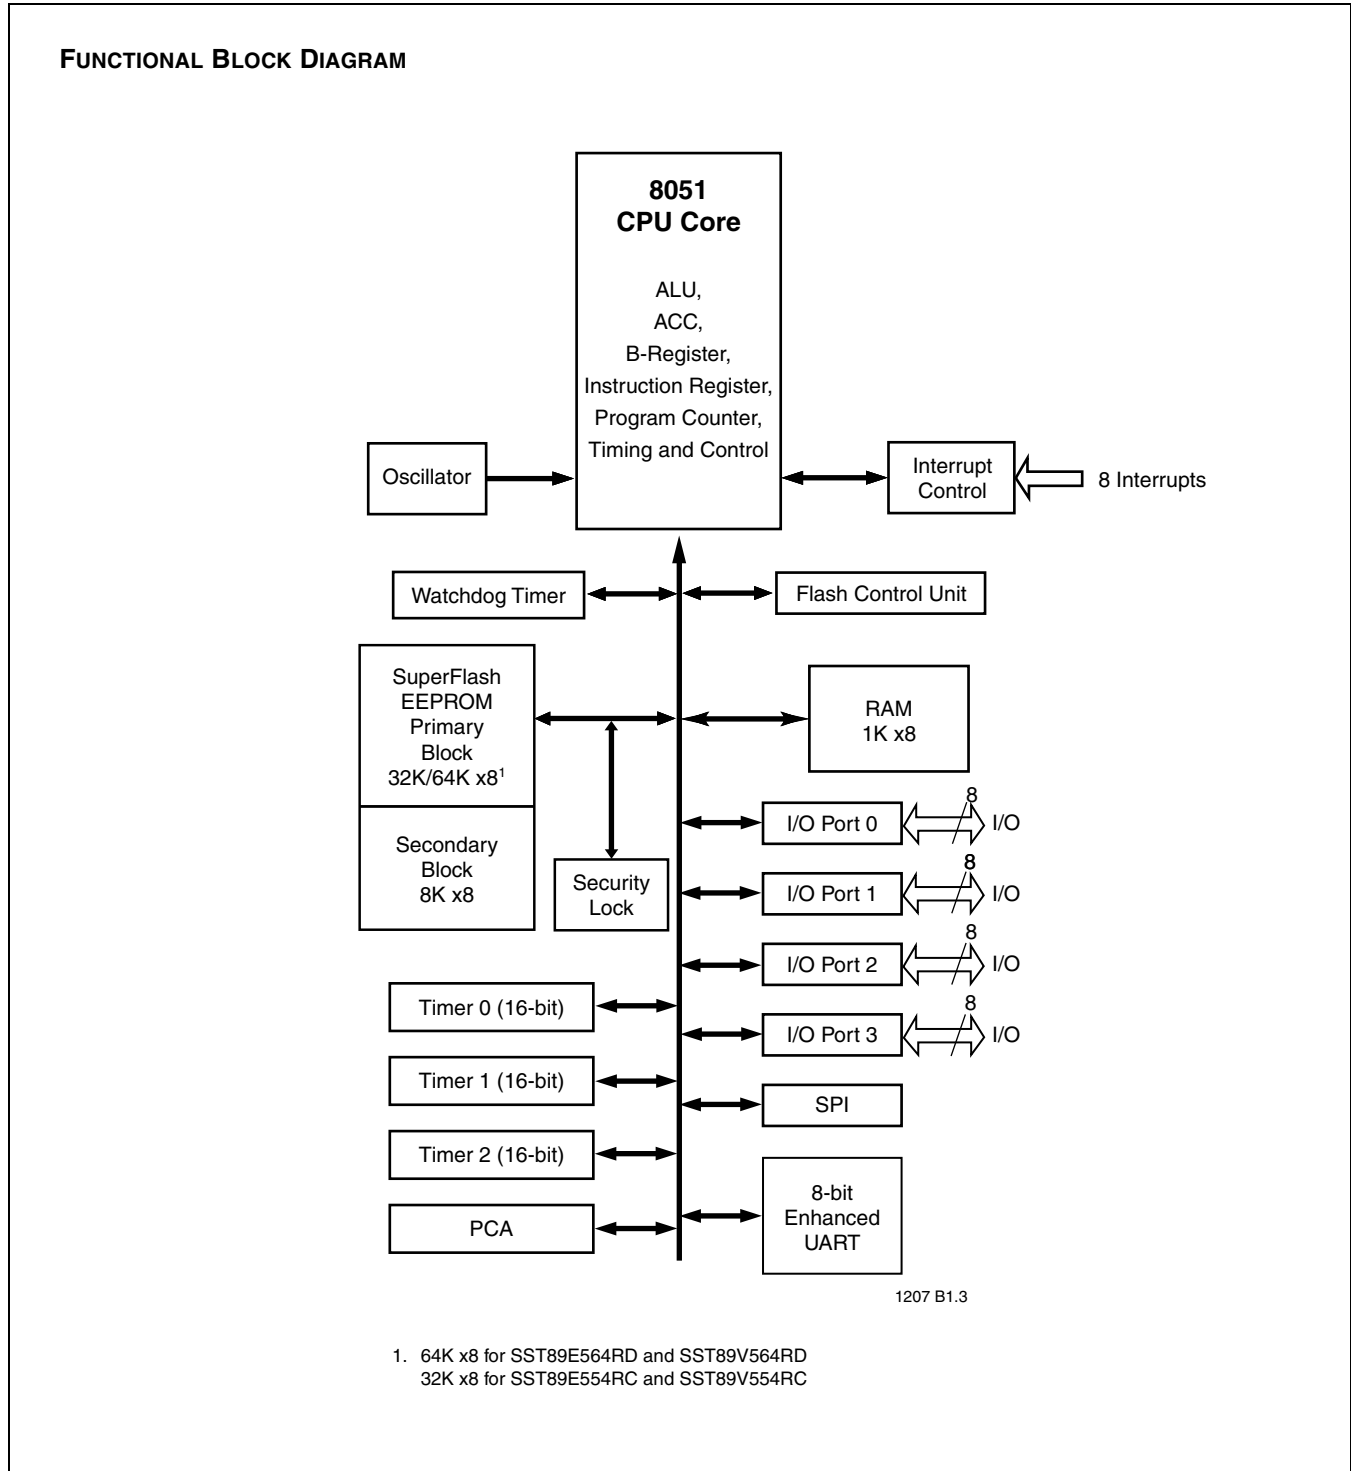 FUNCTIONAL BLOCK DIAGRAM
8051
CPU Core
ALU,
ACC,
B-Register,
Instruction Register,
Program Counter,
Timing and Control
Oscillator
Interrupt
Control
8 Interrupts
Watchdog Timer
Flash Control Unit
SuperFlash
EEPROM
Primary
Block
32K/64K x8¹
Secondary
Block
8K x8
Security
Lock
RAM
1K x8
8
I/O Port 0
I/O
8
I/O Port 1
I/O
8
I/O Port 2
I/O
8
I/O Port 3
I/O
Timer 0 (16-bit)
Timer 1 (16-bit)
Timer 2 (16-bit)
PCA
SPI
8-bit
Enhanced
UART
1207 B1.3
1. 64K x8 for SST89E564RD and SST89V564RD
32K x8 for SST89E554RC and SST89V554RC